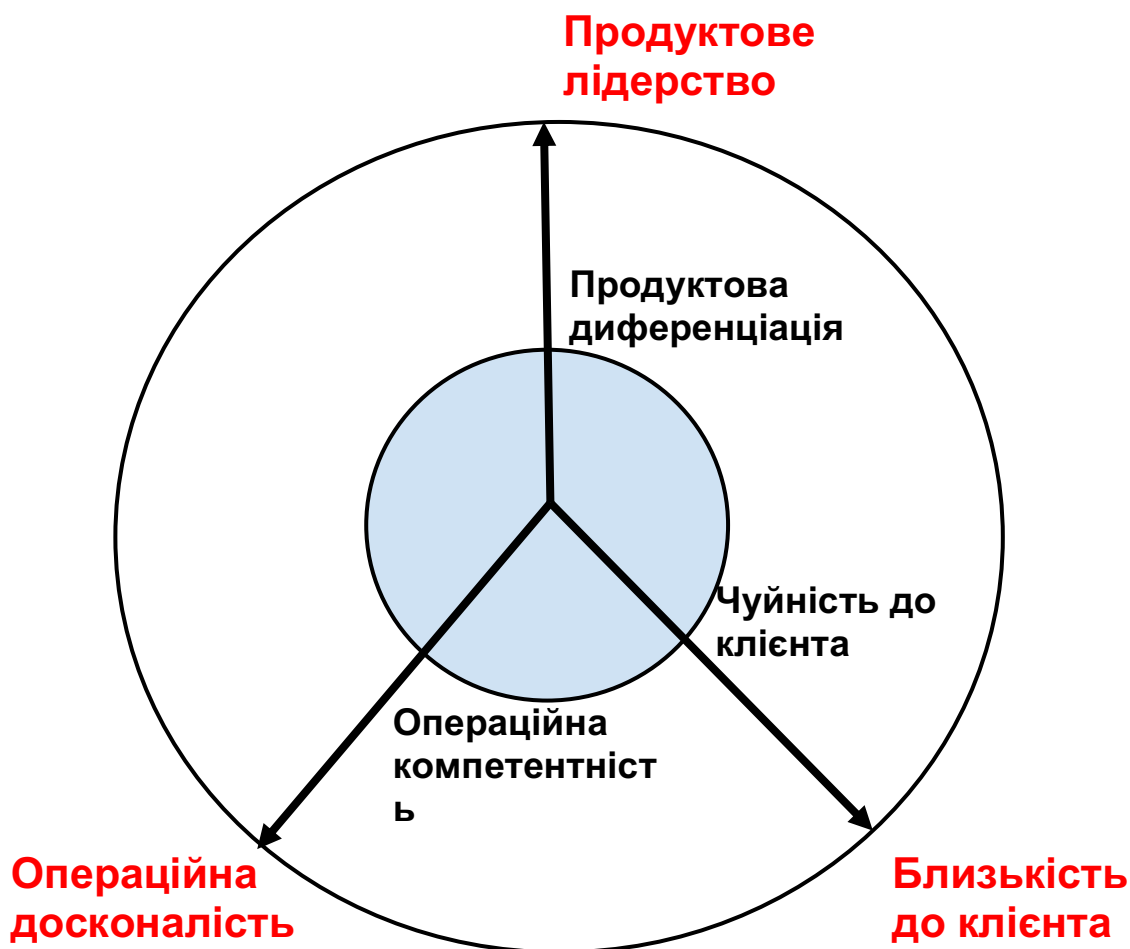 Продуктове
лідерство
Продуктова
диференціація
Чуйність до
клієнта
Операційна
компетентніст
ь
Операційна
досконалість
Близькість
до клієнта